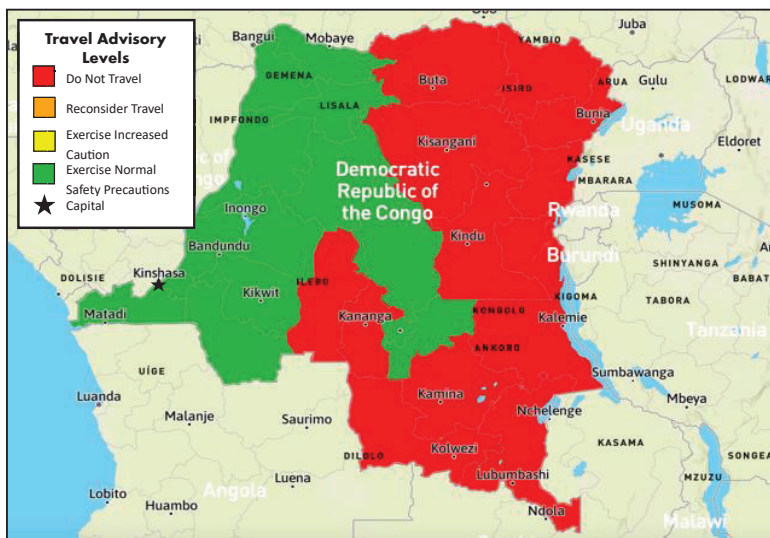 Travel Advisory
Levels
Do Not Travel
Reconsider Travel
Exercise Increased
Caution
Exercise Normal
Safety Precautions
Capital
Juba
Bangui
Mobaye
YAMBIO
GEMENA
Buta
ISIRO
ARUA
Gulu
LODWAR
LISALA
IMPFONDO
Bunia
Uganda
Kisangani
Eldoret
KASESE
Democratic
Republic of
the Congo
MBARARA
MUSOMA
Inongo
Rwanda
Bandundu
Kindu
Burundi
SHINYANGA
DOLISIE
Kinshasa
BABAT
ILEBO
Kikwit
KIGOMA
TABORA
Matadi
Kananga
KONGOLO
Kalemie
Tanzania
ANKORO
UÍGE
Sumbawanga
Luanda
Kamina
Mbeya
Malanje
Saurimo
Nchelenge
KASAMA
Kolwezi
SONGEA
DILOLO
Lubumbashi
MZUZU
Luena
Lobito
Angola
Huambo
Ndola
Malawi